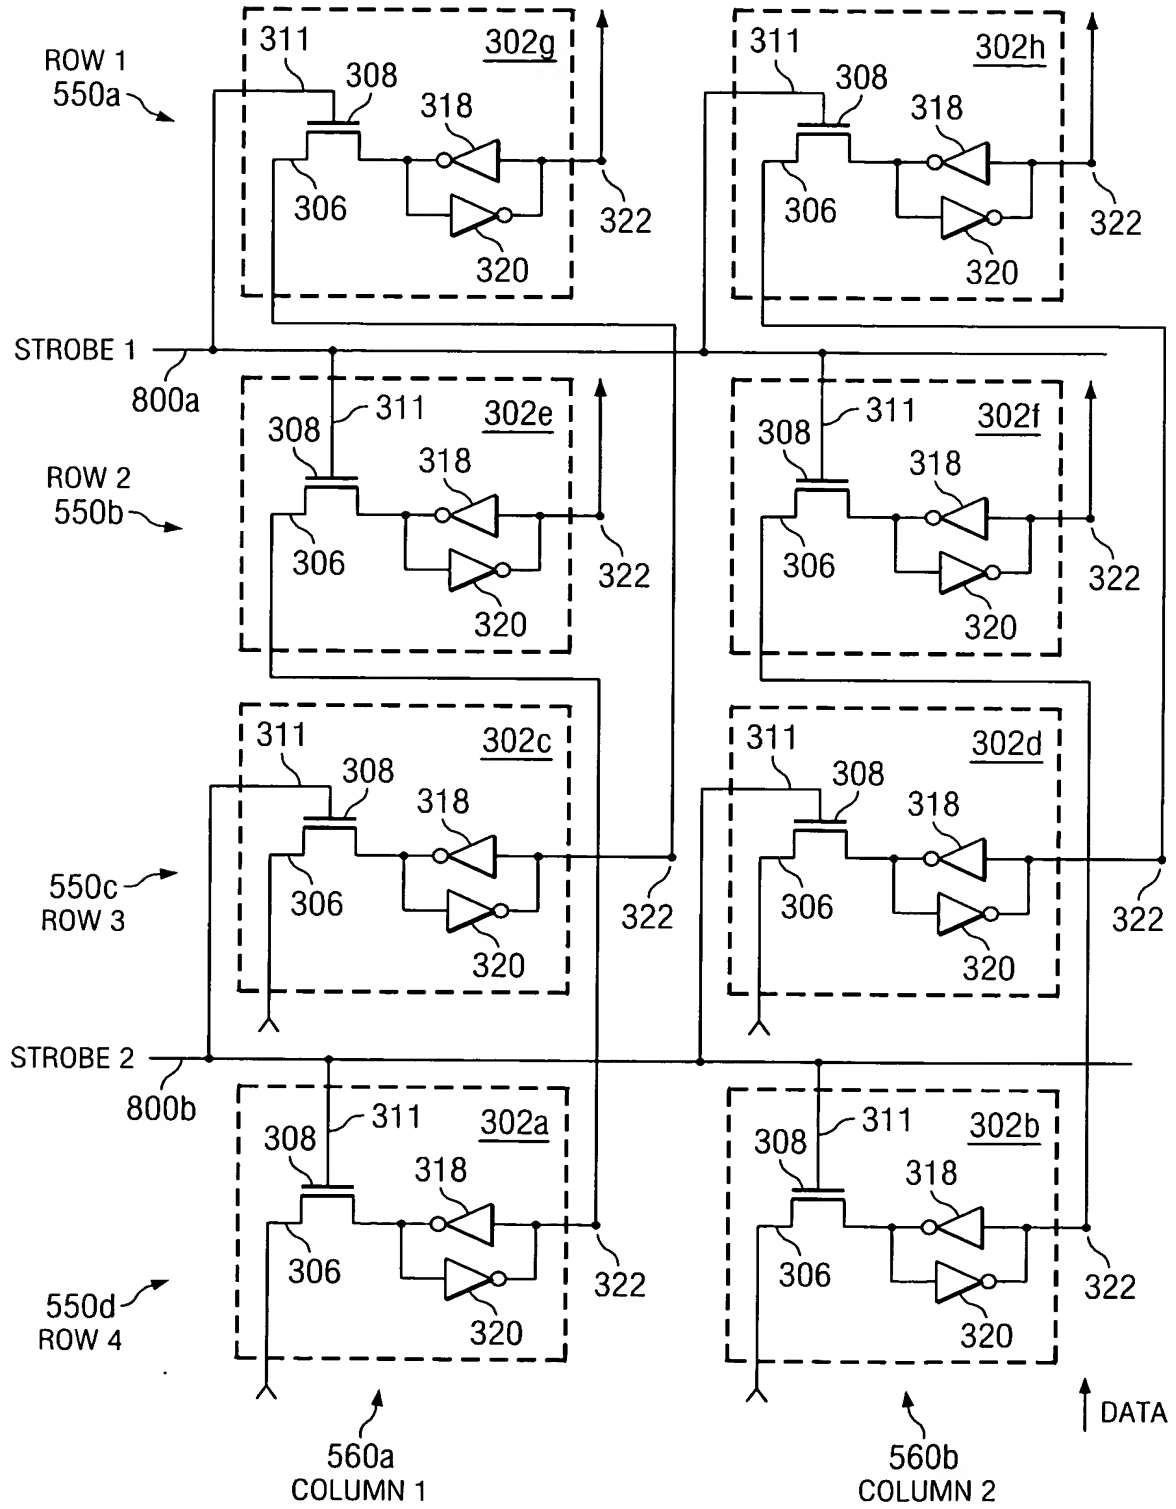 311
302g
311
302h
ROW 1
550a
308
318
308
318
306
320
322
306
320
322
STROBE 1
800a
311
302e
311
302f
308
318
308
318
ROW 2
550b
306
320
322
306
320
322
311
302c
311
302d
308
318
308
318
550c
ROW 3
306
320
322
306
320
322
STROBE 2
800b
311
302a
311
302b
308
318
308
318
306
320
322
306
320
322
550d
ROW 4
DATA
560a
COLUMN 1
560b
COLUMN 2